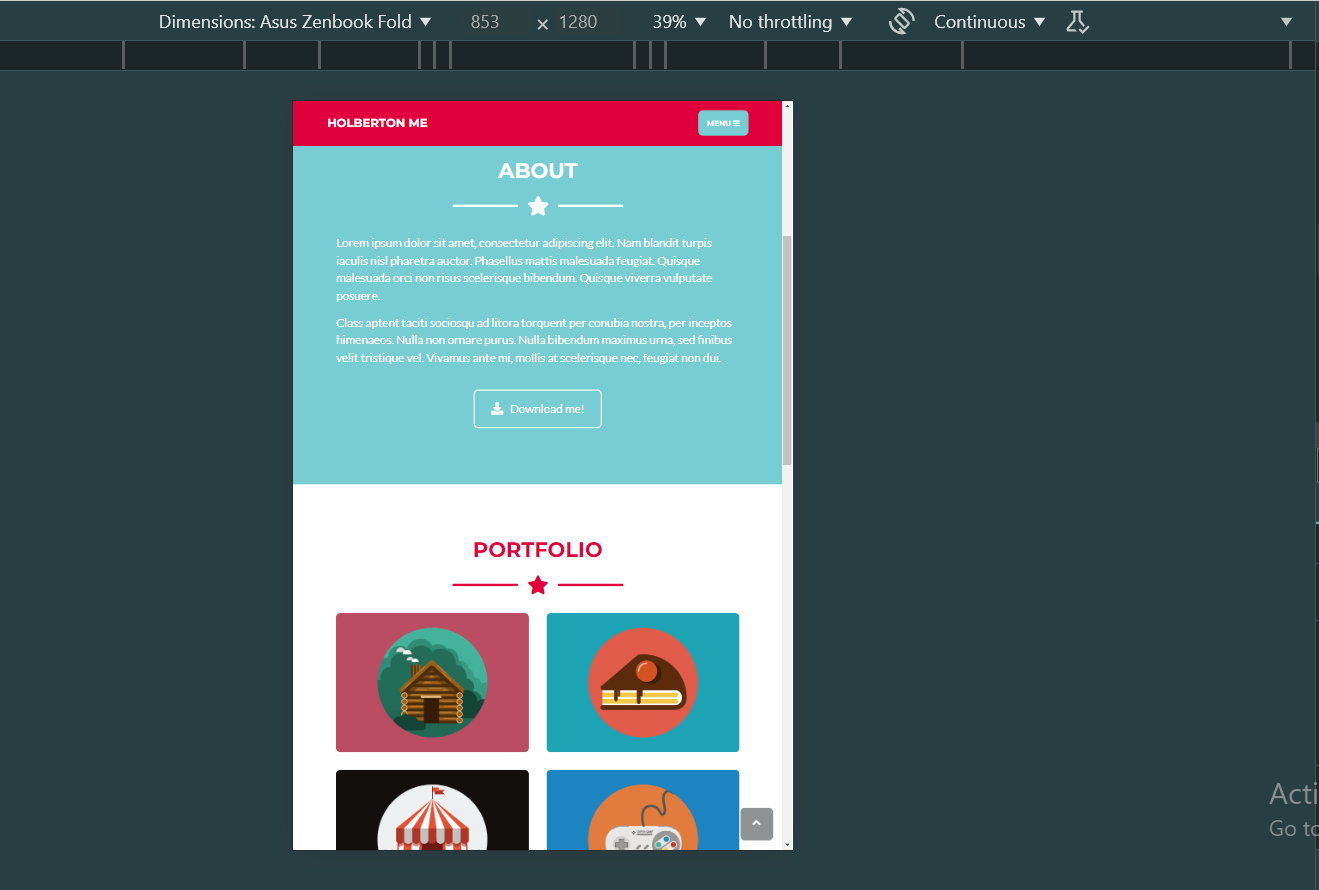 Dimensions: Asus Zenbook Fold ▼ 853 × 1280 39% ▼ No throttling ▼ Continuous ▼
HOLBERTON ME
MENU
ABOUT
Lorem ipsum dolor sit amet, consectetur adipiscing elit. Nam blandit turpis
iaculis nisl pharetra auctor. Phasellus mattis malesuada feugiat. Quisque
malesuada orci non risus scelerisque bibendum. Quisque viverra vulputate
posuere.
Class aptent taciti sociosqu ad litora torquent per conubia nostra, per inceptos
himenaeos. Nulla non ornare purus. Nulla bibendum maximus urna, sed finibus
velit tristique vel. Vivamus ante mi, mollis at scelerisque nec, feugiat non dui.
Download me!
PORTFOLIO
Acti
Go to